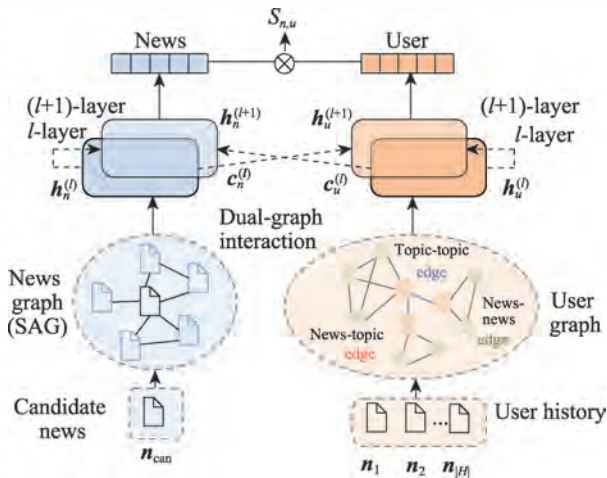 S_{n,u}
News
User
(l+1)-layer
h_n^{(l+1)}
h_u^{(l+1)}
(l+1)-layer
l-layer
l-layer
h_n^{(l)}
c_n^{(l)}
c_u^{(l)}
h_u^{(l)}
Dual-graph
interaction
News
graph
(SAG)
Topic-topic
edge
News-
news
edge
News-topic
edge
User
graph
Candidate
news
n_{can}
...
User history
n_1
n_2
n_{|H|}